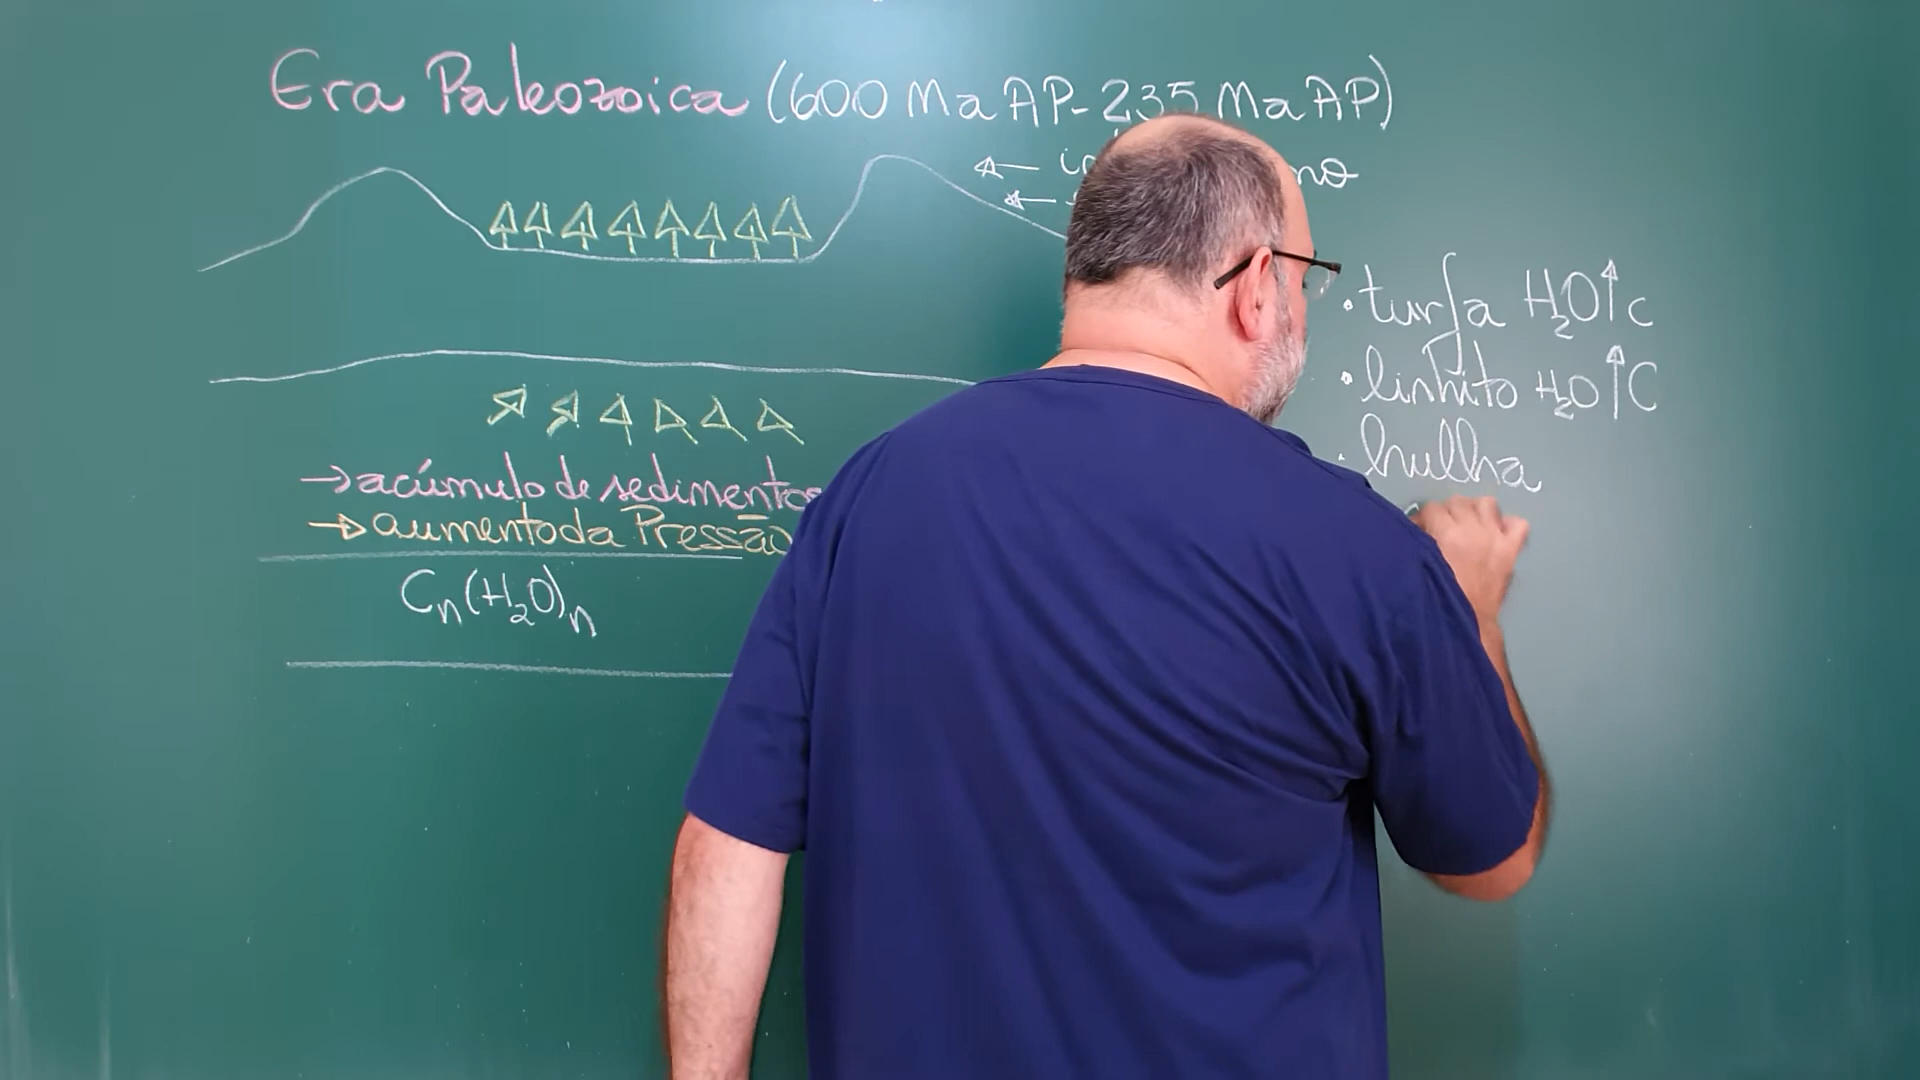 Era Paleozoica (600 Ma AP-235 Ma AP)
• turfa H₂O↑c
• linhito H₂O↑C
• hulha
→ acúmulo de sedimentos
→ aumento da Pressão
Cn(H₂O)n